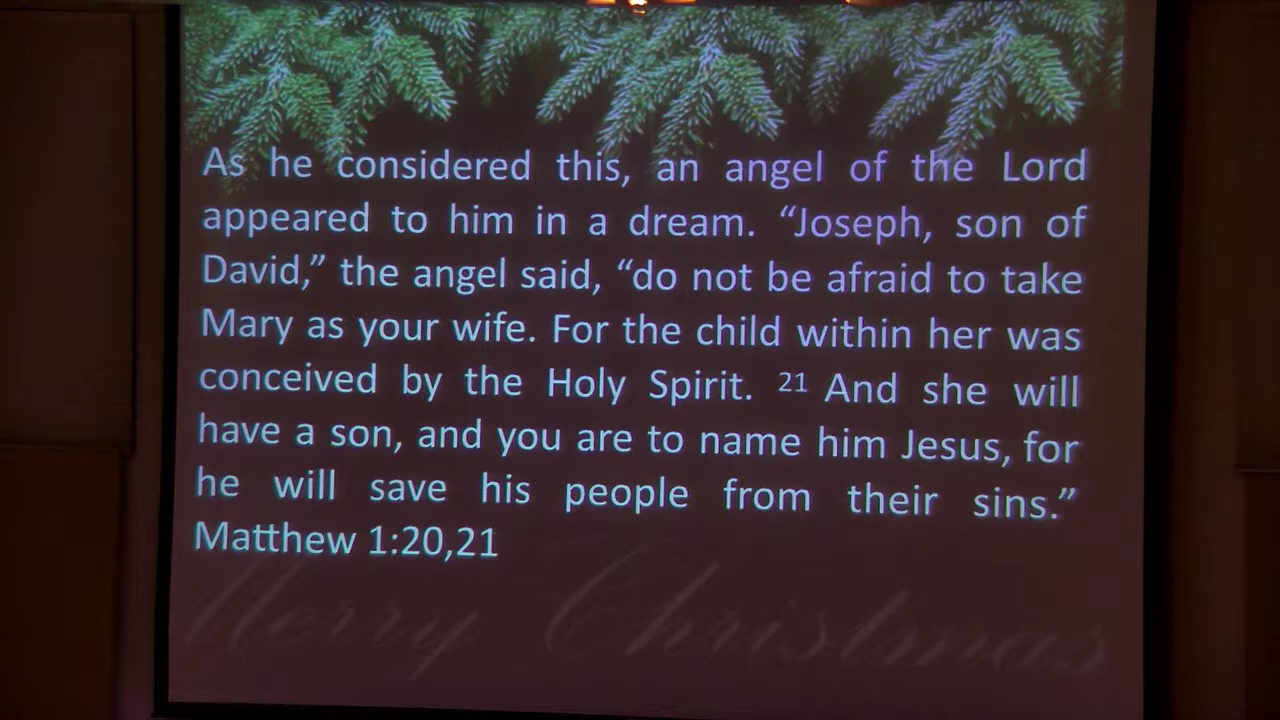 As he considered this, an angel of the Lord
appeared to him in a dream. “Joseph, son of
David,” the angel said, “do not be afraid to take
Mary as your wife. For the child within her was
conceived by the Holy Spirit. 21 And she will
have a son, and you are to name him Jesus, for
he will save his people from their sins.”
Matthew 1:20,21
Merry Christmas